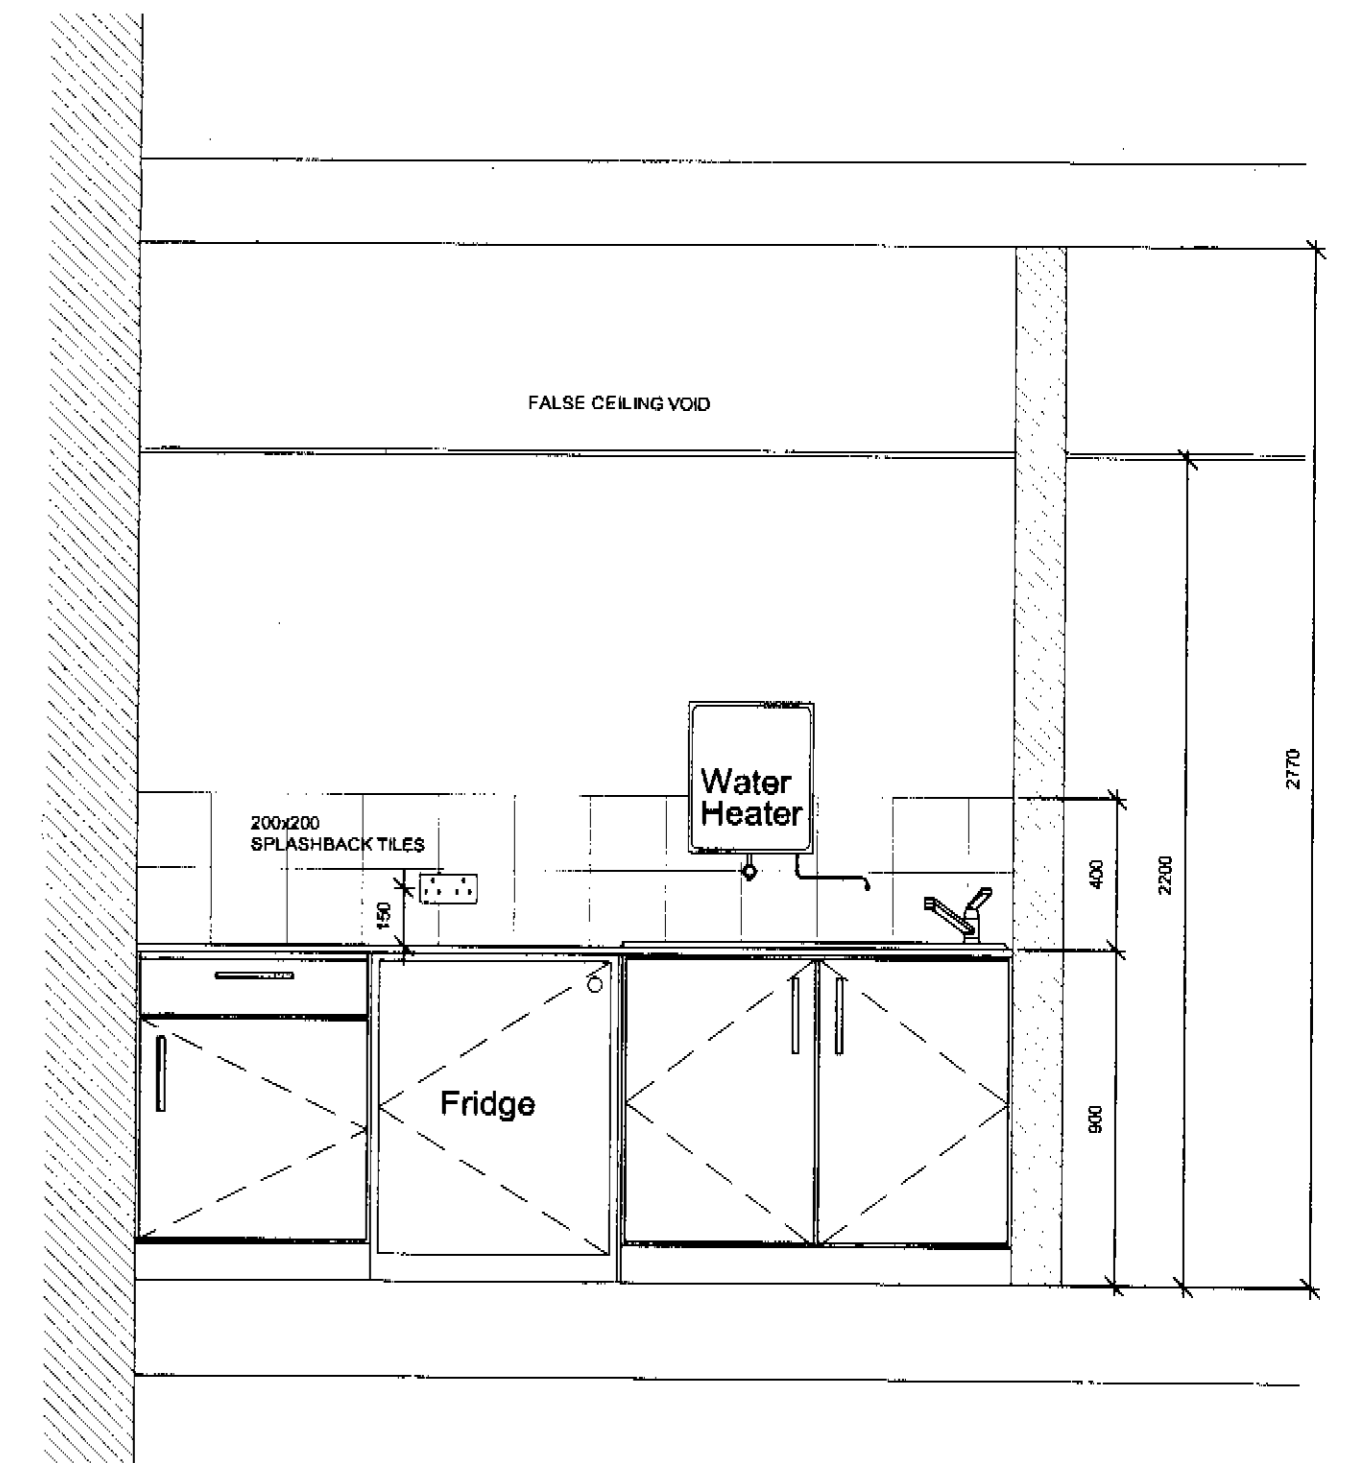 FALSE CEILING VOID
2770
Water
Heater
200x200
SPLASHBACK TILES
400
2200
150
Fridge
900